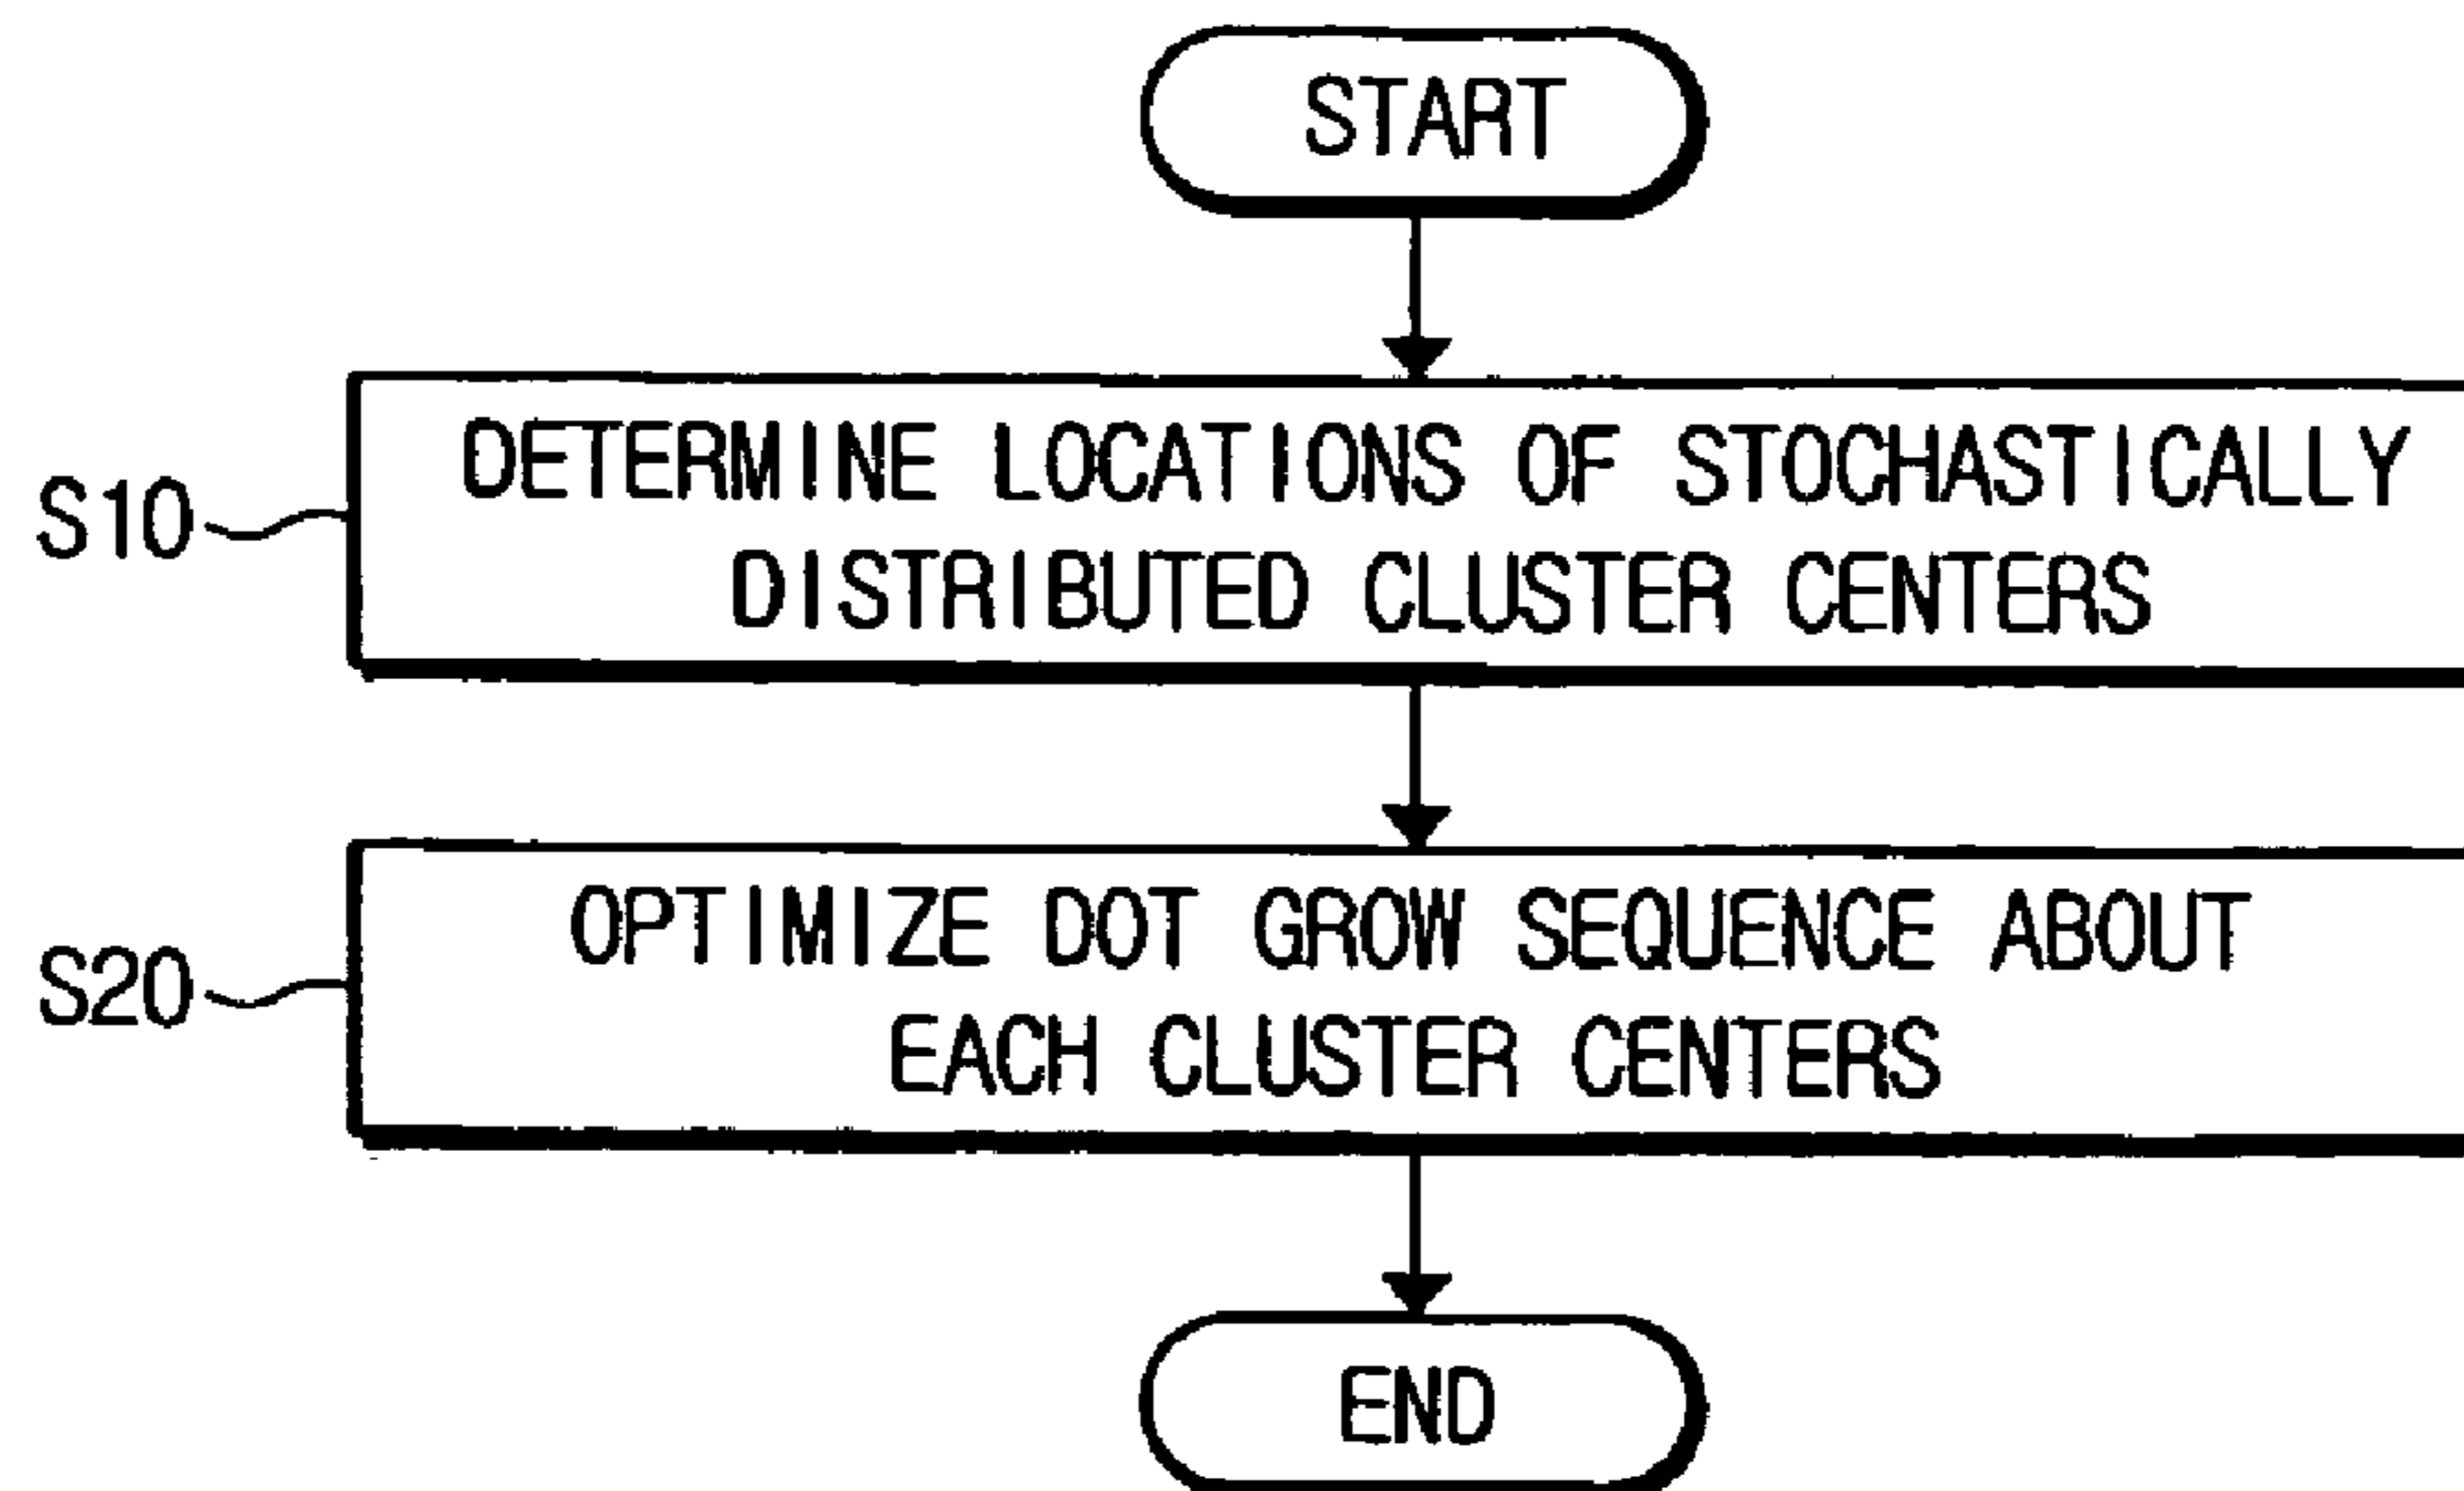 START
S10
DETERMINE LOCATIONS OF STOCHASTICALLY
DISTRIBUTED CLUSTER CENTERS
S20
OPTIMIZE DOT GROW SEQUENCE ABOUT
EACH CLUSTER CENTERS
END